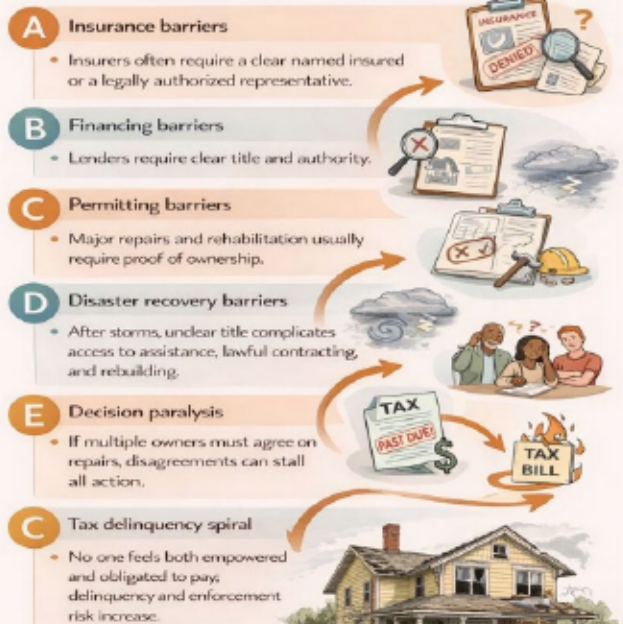 A Insurance barriers
• Insurers often require a clear named insured
or a legally authorized representative.
INSURANCE
DENIED
?
B Financing barriers
• Lenders require clear title and authority.
C Permitting barriers
• Major repairs and rehabilitation usually
require proof of ownership.
D Disaster recovery barriers
• After storms, unclear title complicates
access to assistance, lawful contracting,
and rebuilding.
? ?
E Decision paralysis
• If multiple owners must agree on
repairs, disagreements can stall
all action.
TAX
PAST DUE!
$
TAX
BILL
C Tax delinquency spiral
• No one feels both empowered
and obligated to pay;
delinquency and enforcement
risk increase.